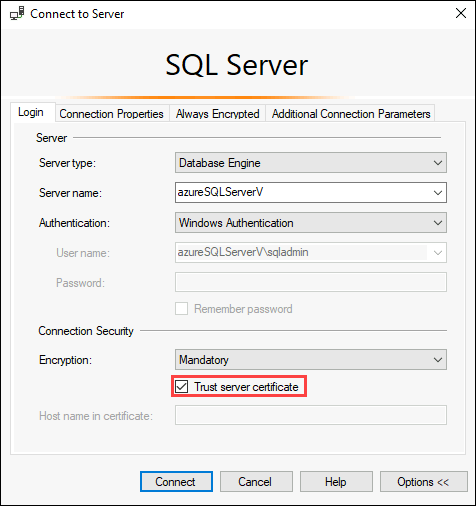 Connect to Server
SQL Server
Login Connection Properties Always Encrypted Additional Connection Parameters
Server
Server type: Database Engine
Server name: azureSQLServerV
Authentication: Windows Authentication
User name: azureSQLServerV\sqladmin
Password:
Remember password
Connection Security
Encryption: Mandatory
Trust server certificate
Host name in certificate:
Connect Cancel Help Options <<